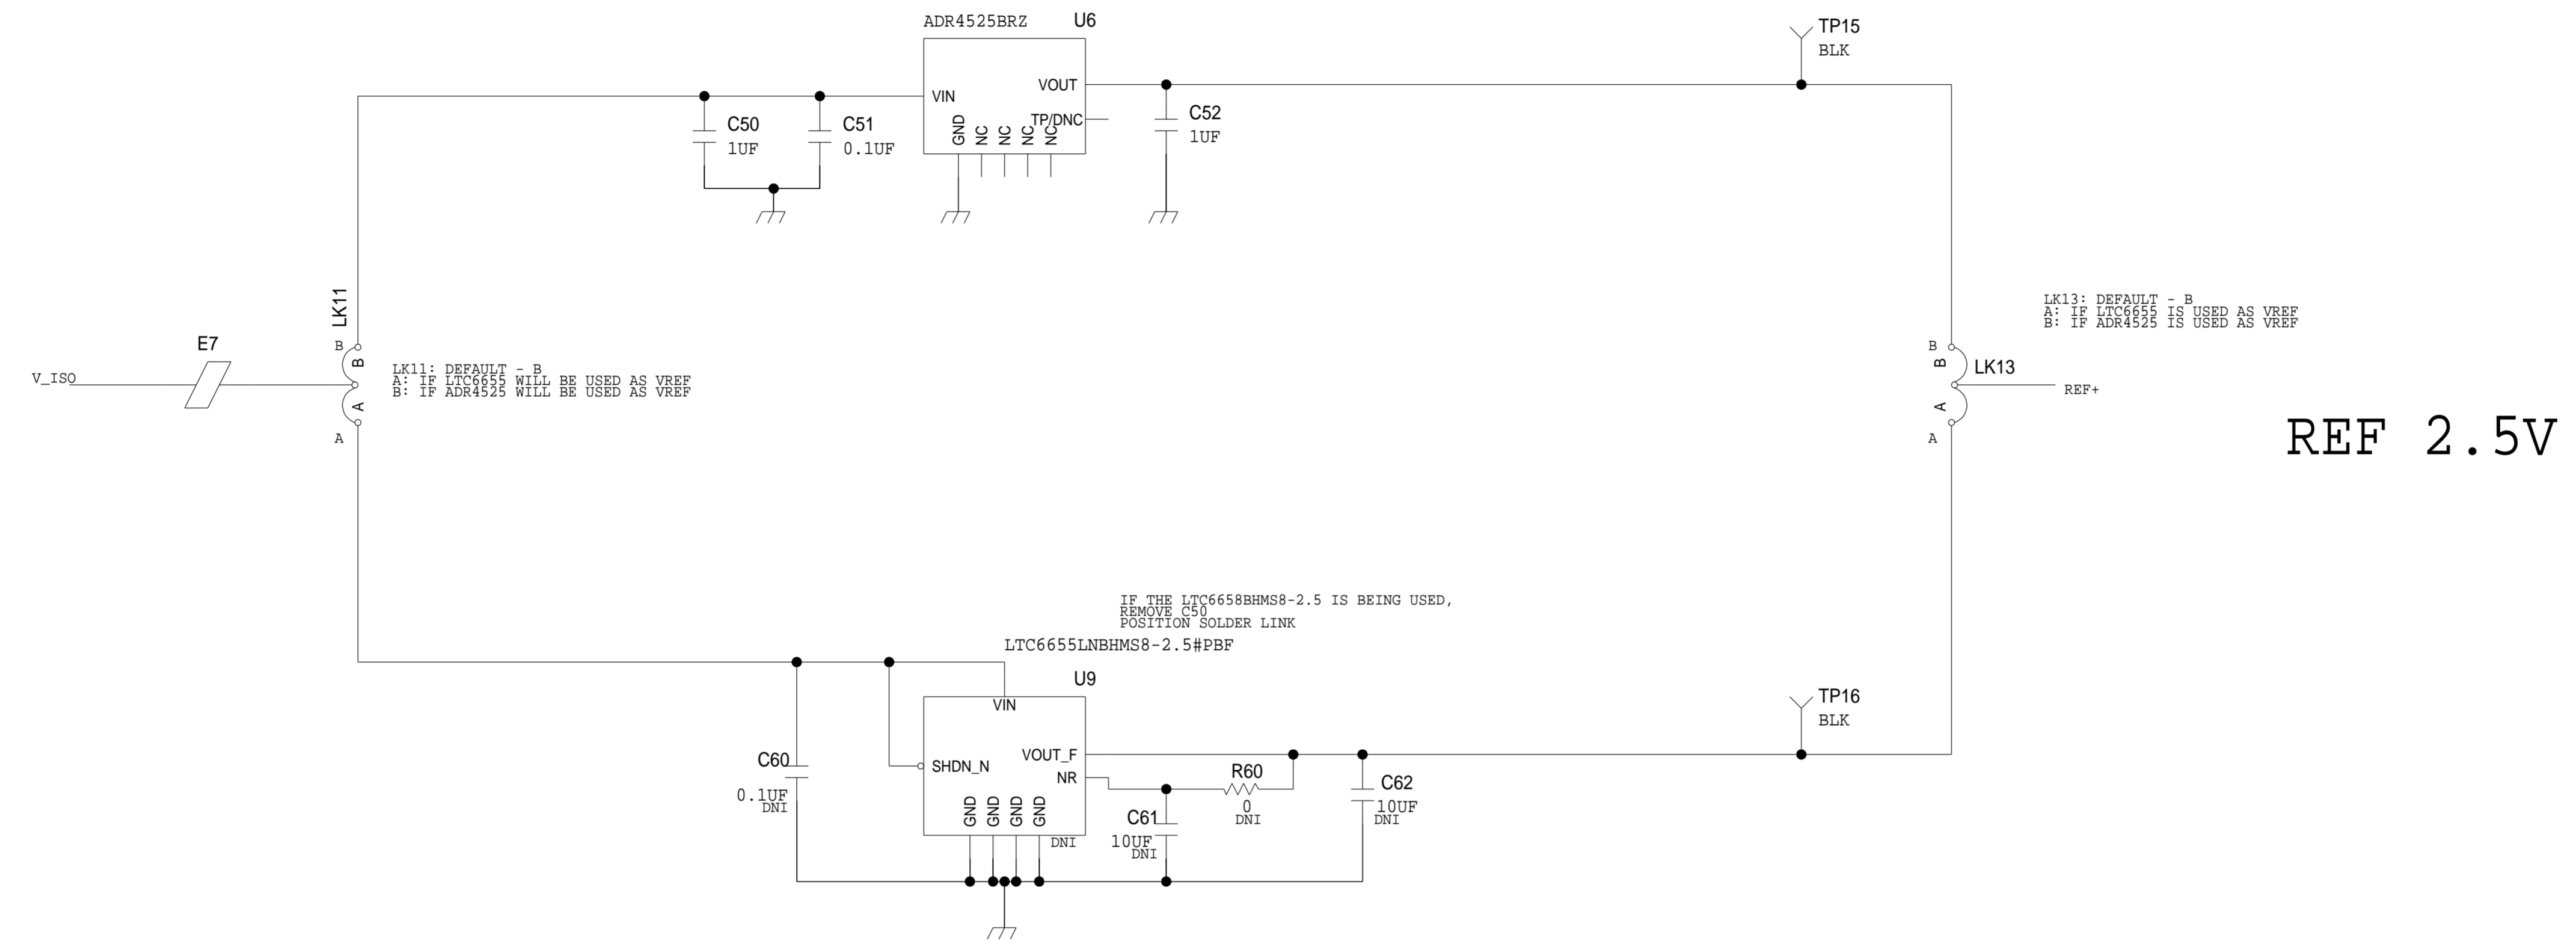 ADR4525BRZ
U6
VIN
VOUT
TP/DNC
GND
NC
NC
NC
NC
C50
1UF
C51
0.1UF
C52
1UF
TP15
BLK
LK11
B
B
A
A
E7
V_ISO
LK11: DEFAULT - B
A: IF LTC6655 WILL BE USED AS VREF
B: IF ADR4525 WILL BE USED AS VREF
LK13: DEFAULT - B
A: IF LTC6655 IS USED AS VREF
B: IF ADR4525 IS USED AS VREF
B
B
LK13
A
A
REF+
REF 2.5V
IF THE LTC6658BHMS8-2.5 IS BEING USED,
REMOVE C50
POSITION SOLDER LINK
LTC6655LNBHMS8-2.5#PBF
U9
VIN
SHDN_N
VOUT_F
NR
GND
GND
GND
GND
DNI
C60
0.1UF
DNI
C61
10UF
DNI
R60
0
DNI
C62
10UF
DNI
TP16
BLK